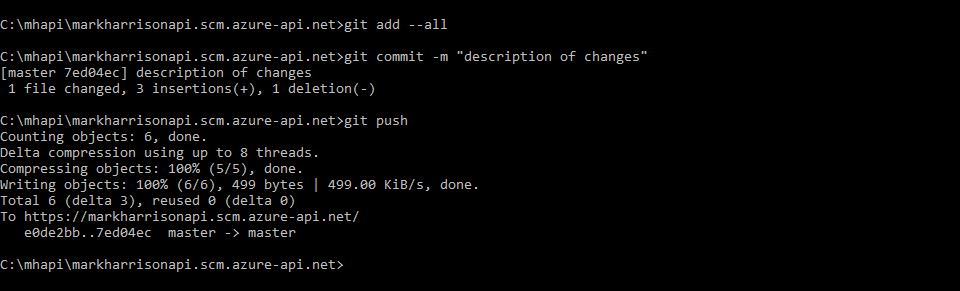 C:\mhapi\markharrisonapi.scm.azure-api.net>git add --all
C:\mhapi\markharrisonapi.scm.azure-api.net>git commit -m "description of changes"
[master 7ed04ec] description of changes
 1 file changed, 3 insertions(+), 1 deletion(-)
C:\mhapi\markharrisonapi.scm.azure-api.net>git push
Counting objects: 6, done.
Delta compression using up to 8 threads.
Compressing objects: 100% (5/5), done.
Writing objects: 100% (6/6), 499 bytes | 499.00 KiB/s, done.
Total 6 (delta 3), reused 0 (delta 0)
To https://markharrisonapi.scm.azure-api.net/
   e0de2bb..7ed04ec  master -> master
C:\mhapi\markharrisonapi.scm.azure-api.net>